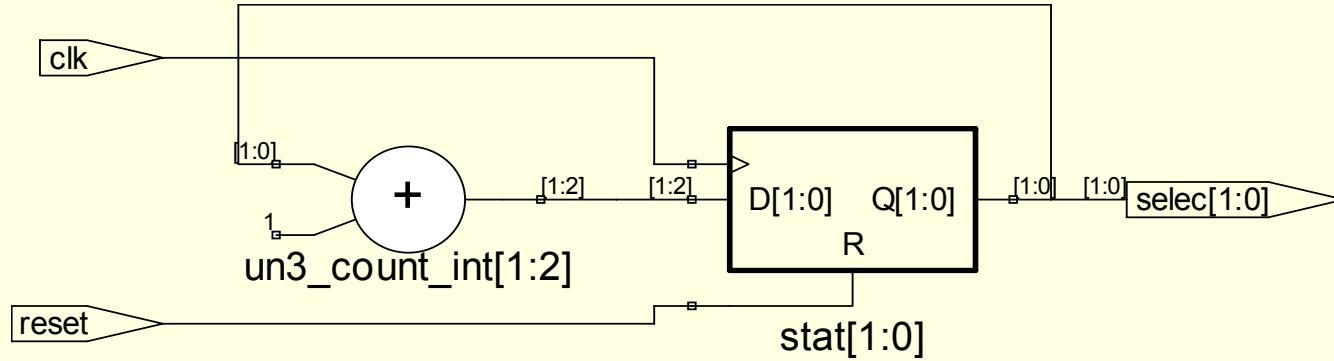 clk
[1:0]
1
+
un3_count_int[1:2]
[1:2]
[1:2]
D[1:0]
Q[1:0]
R
stat[1:0]
[1:0]
[1:0]
selec[1:0]
reset